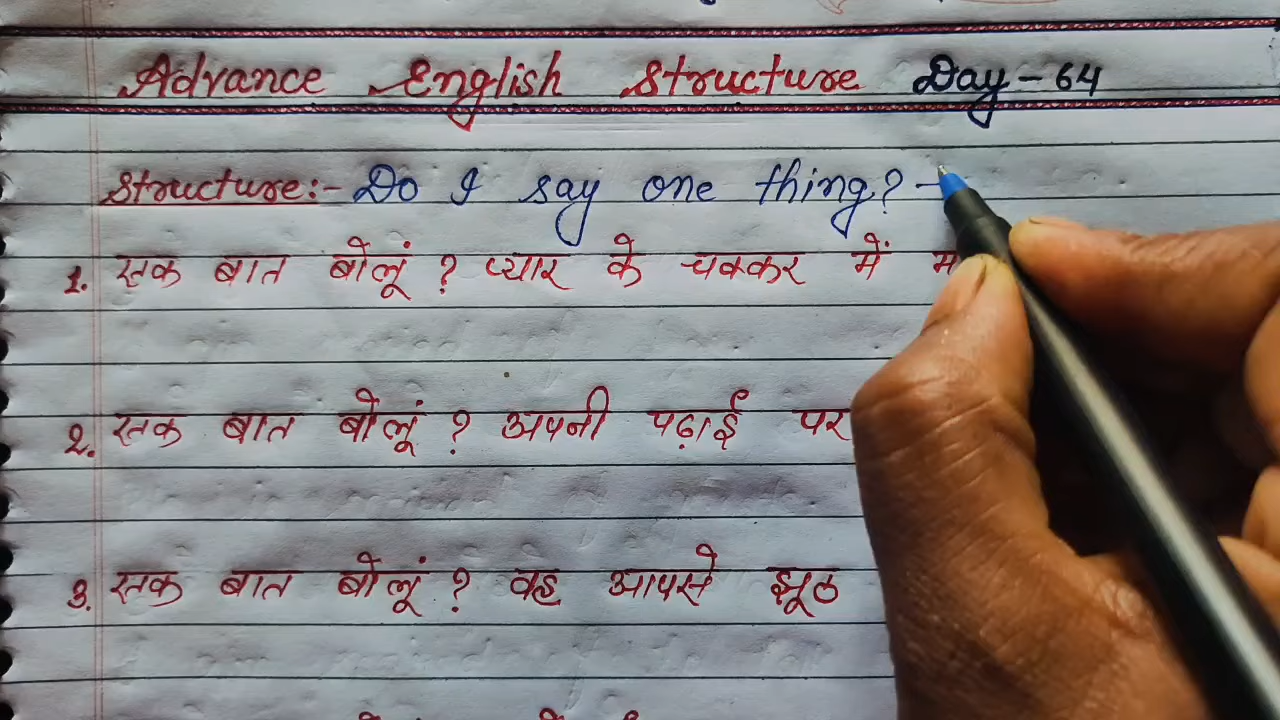 Advance English Structure Day - 64
Structure:- Do I say one thing? -
1. एक बात बोलूं ? प्यार के चक्कर में
2. एक बात बोलूं ? अपनी पढ़ाई पर
3. एक बात बोलूं ? वह आपसे झूठ